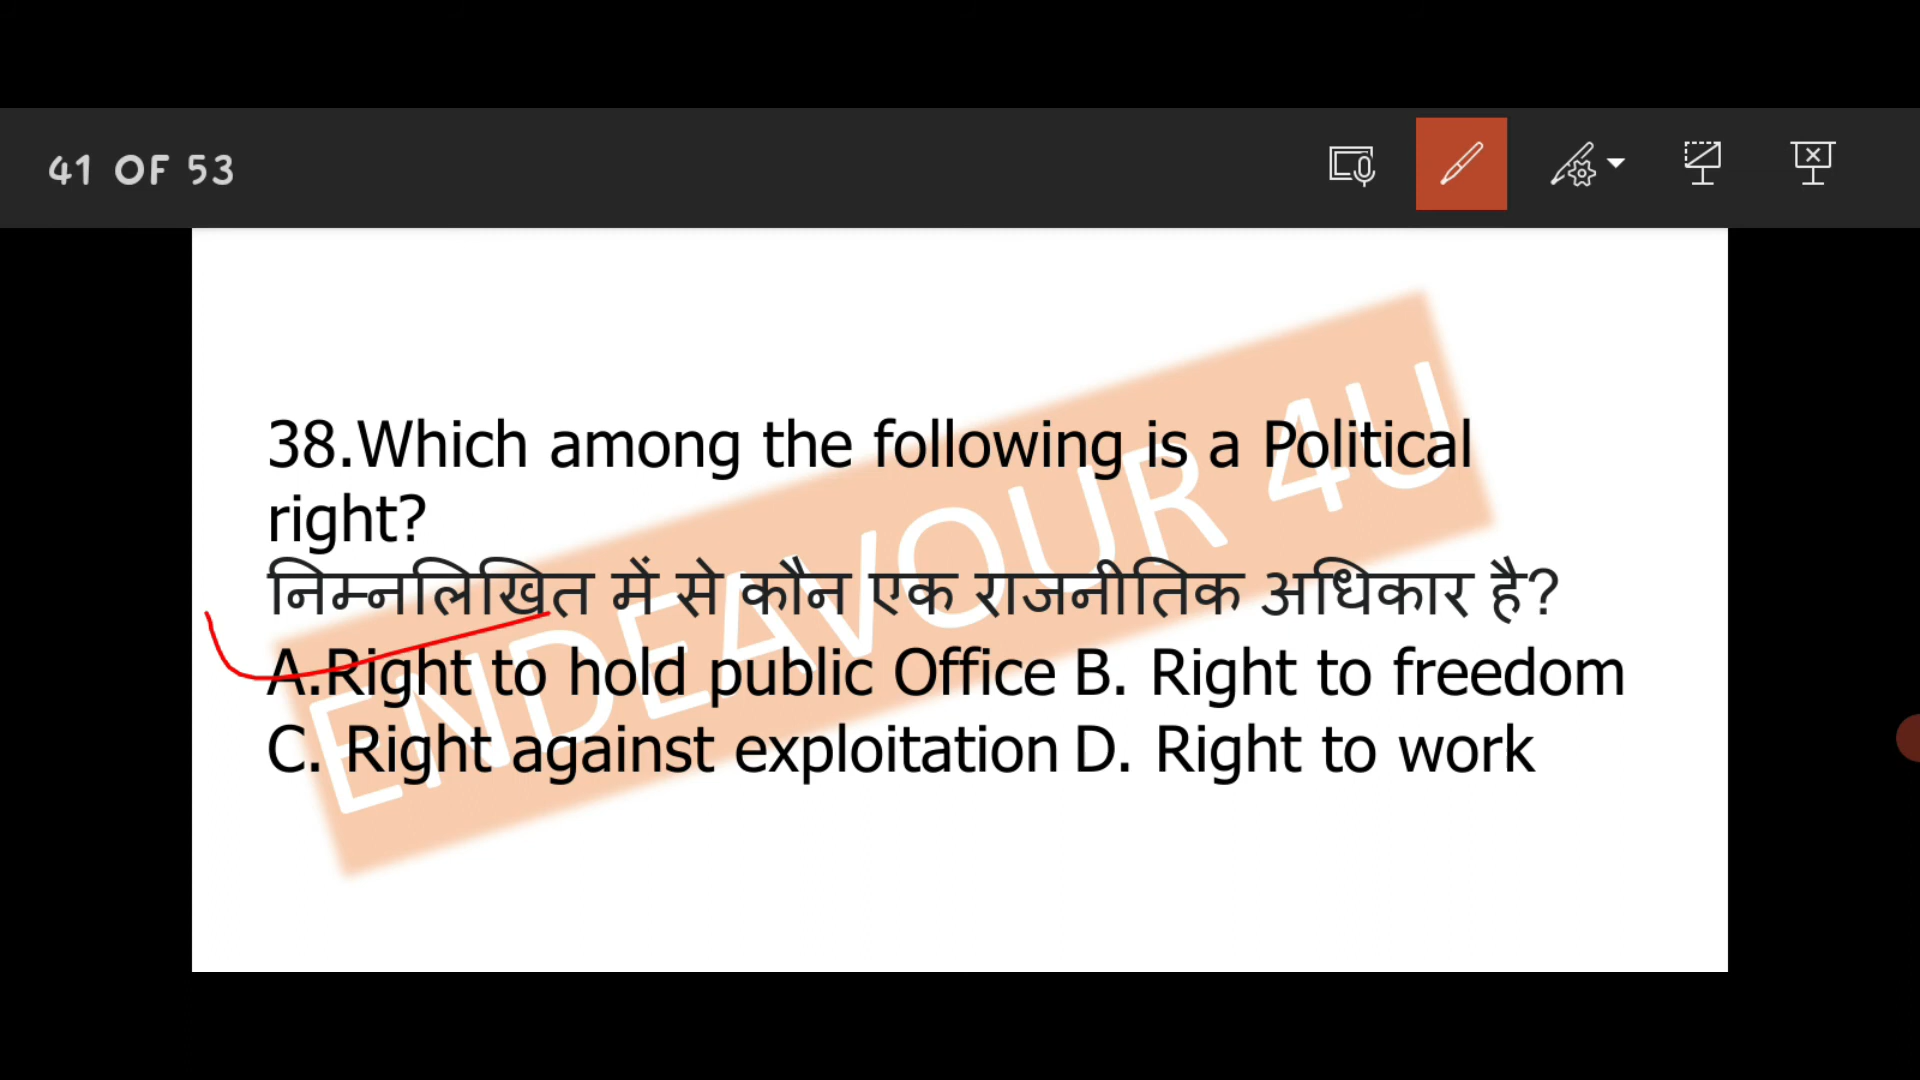 41 OF 53
38.Which among the following is a Political
right?
निम्नलिखित में से कौन एक राजनीतिक अधिकार है?
A.Right to hold public Office B. Right to freedom
C. Right against exploitation D. Right to work
ENDEAVOUR 4U